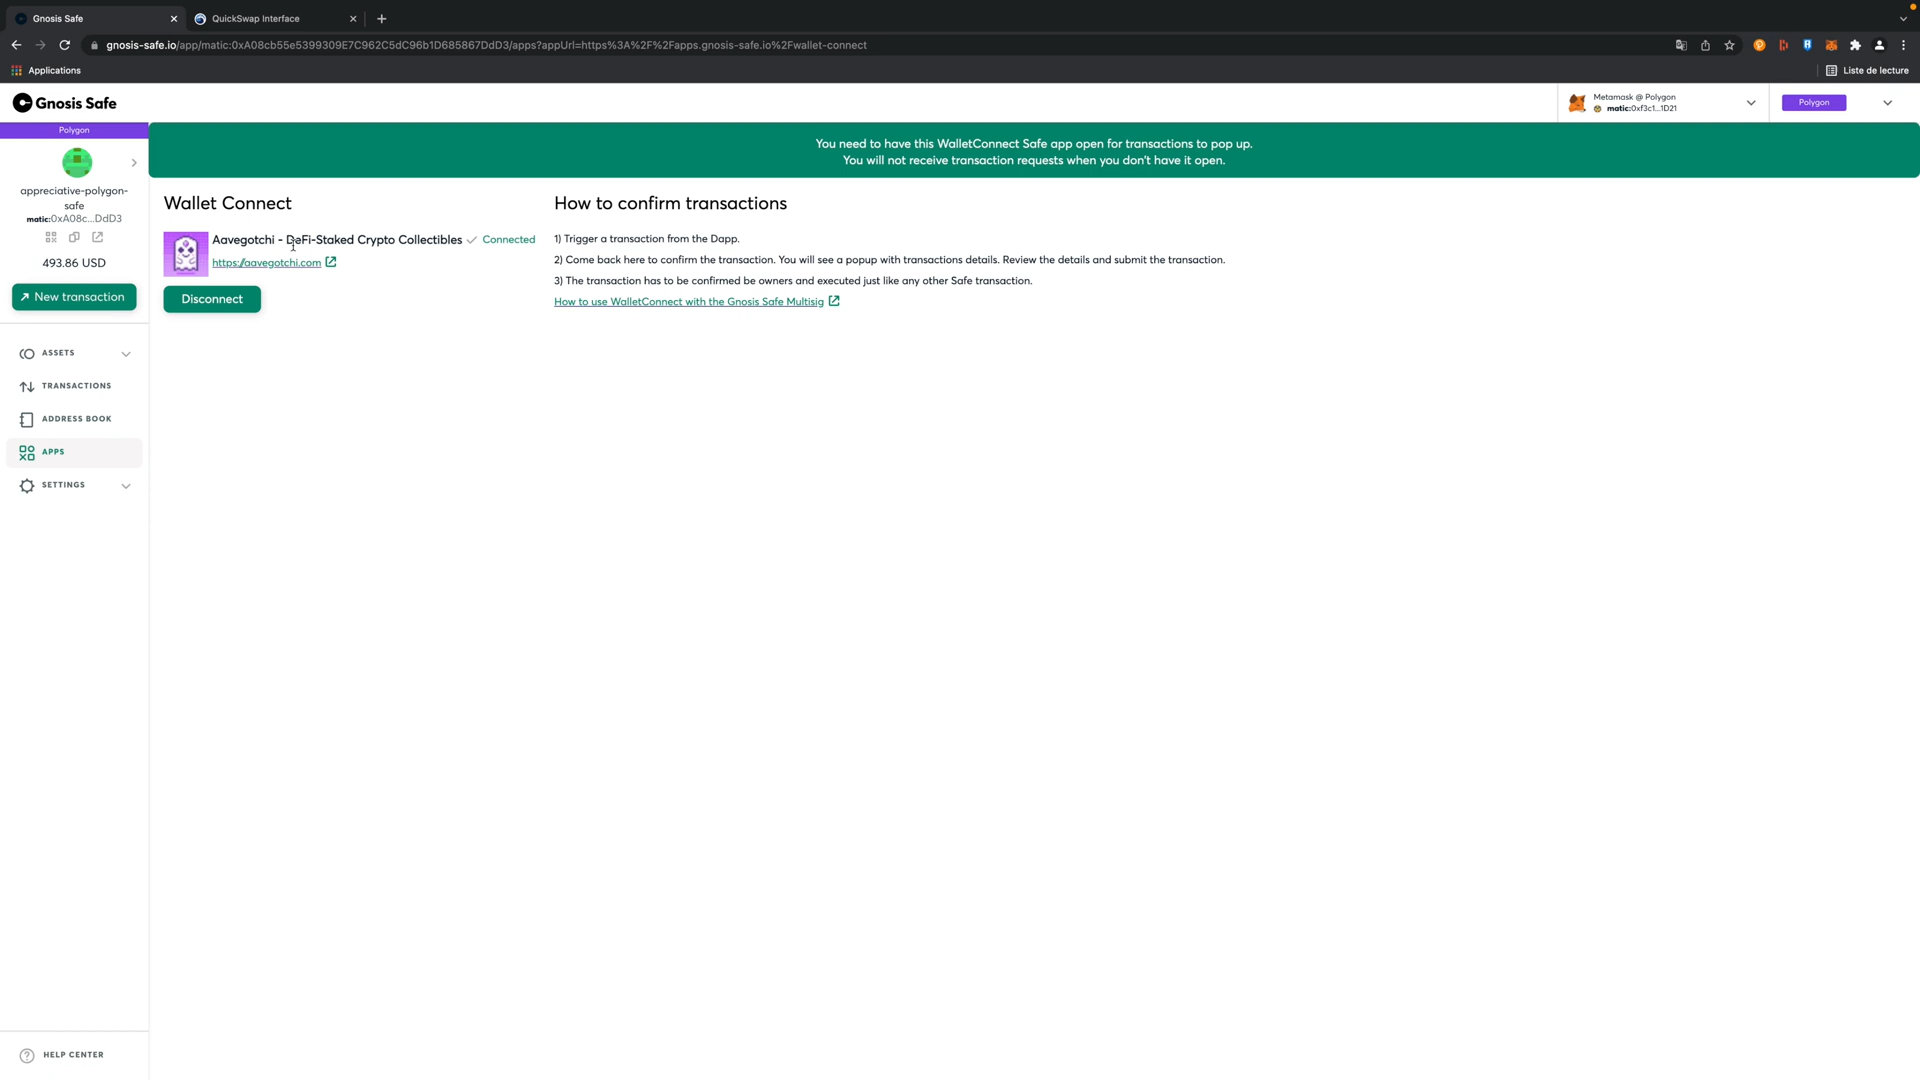 Gnosis Safe
QuickSwap Interface
gnosis-safe.io/app/matic:0xA08cb55e5399309E7C962C5dC96b1D685867DdD3/apps?appUrl=https%3A%2F%2Fapps.gnosis-safe.io%2Fwallet-connect
Applications
Liste de lecture
Gnosis Safe
Metamask @ Polygon
matic:0xf3c1...1D21
Polygon
Polygon
appreciative-polygon-
safe
matic:0xA08c...DdD3
493.86 USD
New transaction
ASSETS
TRANSACTIONS
ADDRESS BOOK
APPS
SETTINGS
HELP CENTER
You need to have this WalletConnect Safe app open for transactions to pop up.
You will not receive transaction requests when you don't have it open.
Wallet Connect
Aavegotchi - DeFi-Staked Crypto Collectibles Connected
https://aavegotchi.com
Disconnect
How to confirm transactions
1) Trigger a transaction from the Dapp.
2) Come back here to confirm the transaction. You will see a popup with transactions details. Review the details and submit the transaction.
3) The transaction has to be confirmed be owners and executed just like any other Safe transaction.
How to use WalletConnect with the Gnosis Safe Multisig